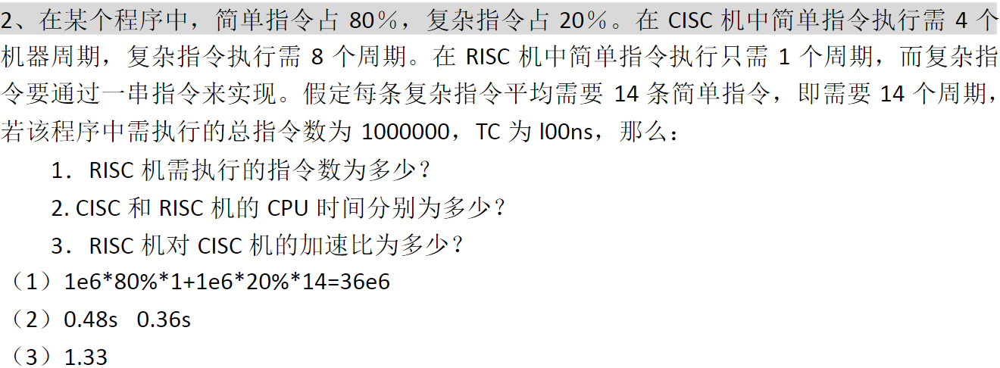 2、在某个程序中，简单指令占 80％，复杂指令占 20％。在 CISC 机中简单指令执行需 4 个
机器周期，复杂指令执行需 8 个周期。在 RISC 机中简单指令执行只需 1 个周期，而复杂指
令要通过一串指令来实现。假定每条复杂指令平均需要 14 条简单指令，即需要 14 个周期，
若该程序中需执行的总指令数为 1000000，TC 为 l00ns，那么：
1．RISC 机需执行的指令数为多少？
2. CISC 和 RISC 机的 CPU 时间分别为多少？
3．RISC 机对 CISC 机的加速比为多少？
（1）1e6*80%*1+1e6*20%*14=36e6
（2）0.48s 0.36s
（3）1.33